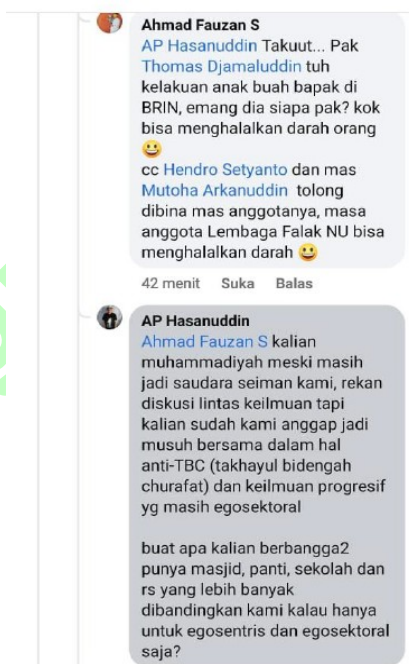 Ahmad Fauzan S
AP Hasanuddin Takuut... Pak
Thomas Djamaluddin tuh
kelakuan anak buah bapak di
BRIN, emang dia siapa pak? kok
bisa menghalalkan darah orang
😀
cc Hendro Setyanto dan mas
Mutoha Arkanuddin tolong
dibina mas anggotanya, masa
anggota Lembaga Falak NU bisa
menghalalkan darah 😀
42 menit Suka Balas
AP Hasanuddin
Ahmad Fauzan S kalian
muhammadiyah meski masih
jadi saudara seiman kami, rekan
diskusi lintas keilmuan tapi
kalian sudah kami anggap jadi
musuh bersama dalam hal
anti-TBC (takhayul bidengah
churafat) dan keilmuan progresif
yg masih egosektoral
buat apa kalian berbangga2
punya masjid, panti, sekolah dan
rs yang lebih banyak
dibandingkan kami kalau hanya
untuk egosentris dan egosektoral
saja?